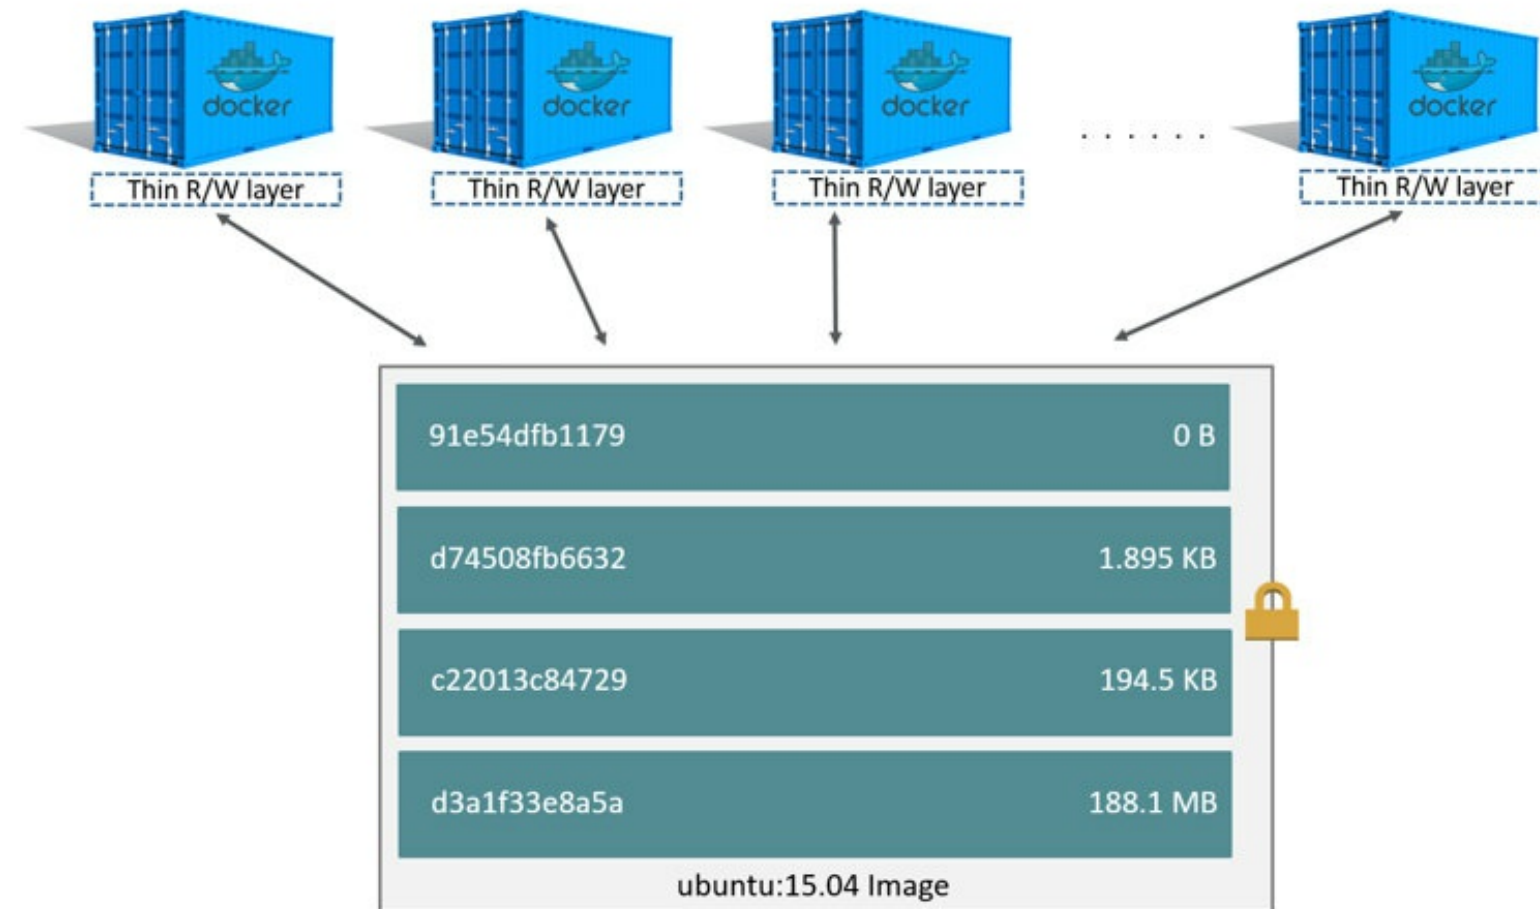 docker docker docker docker
Thin R/W layer Thin R/W layer Thin R/W layer Thin R/W layer
91e54dfb1179 0 B
d74508fb6632 1.895 KB
c22013c84729 194.5 KB
d3a1f33e8a5a 188.1 MB
ubuntu:15.04 Image